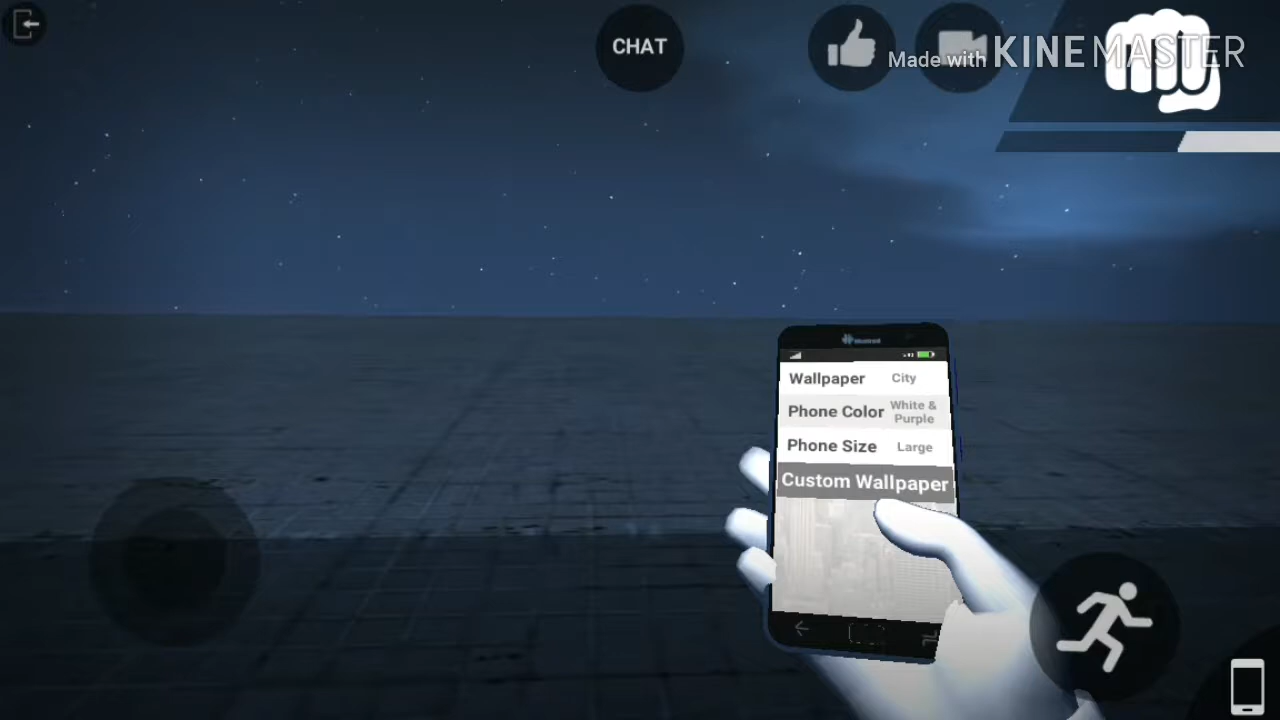 CHAT
Made with KINEMASTER
Wallpaper City
Phone Color White &
Purple
Phone Size Large
Custom Wallpaper